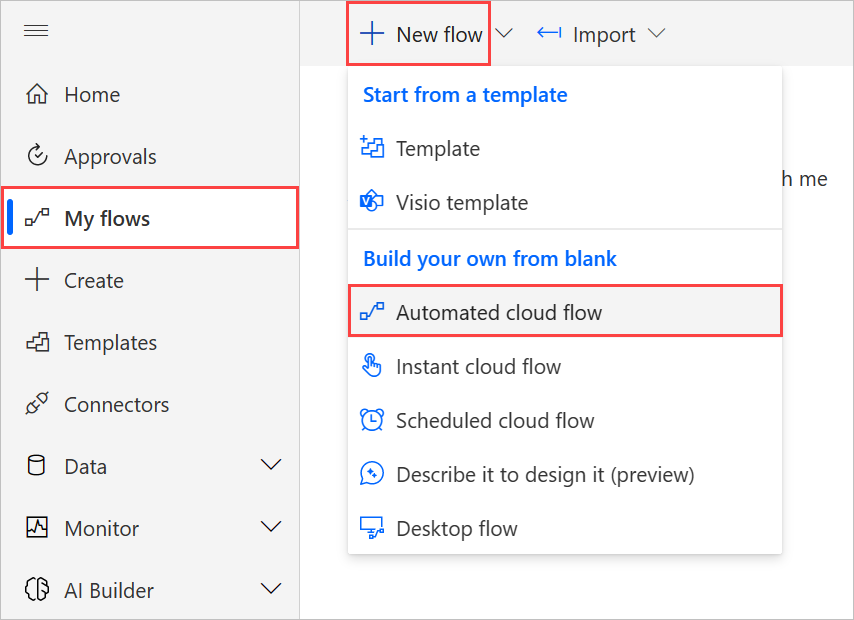 Home
Approvals
My flows
Create
Templates
Connectors
Data
Monitor
AI Builder
New flow
Import
Start from a template
Template
Visio template
Build your own from blank
Automated cloud flow
Instant cloud flow
Scheduled cloud flow
Describe it to design it (preview)
Desktop flow
h me